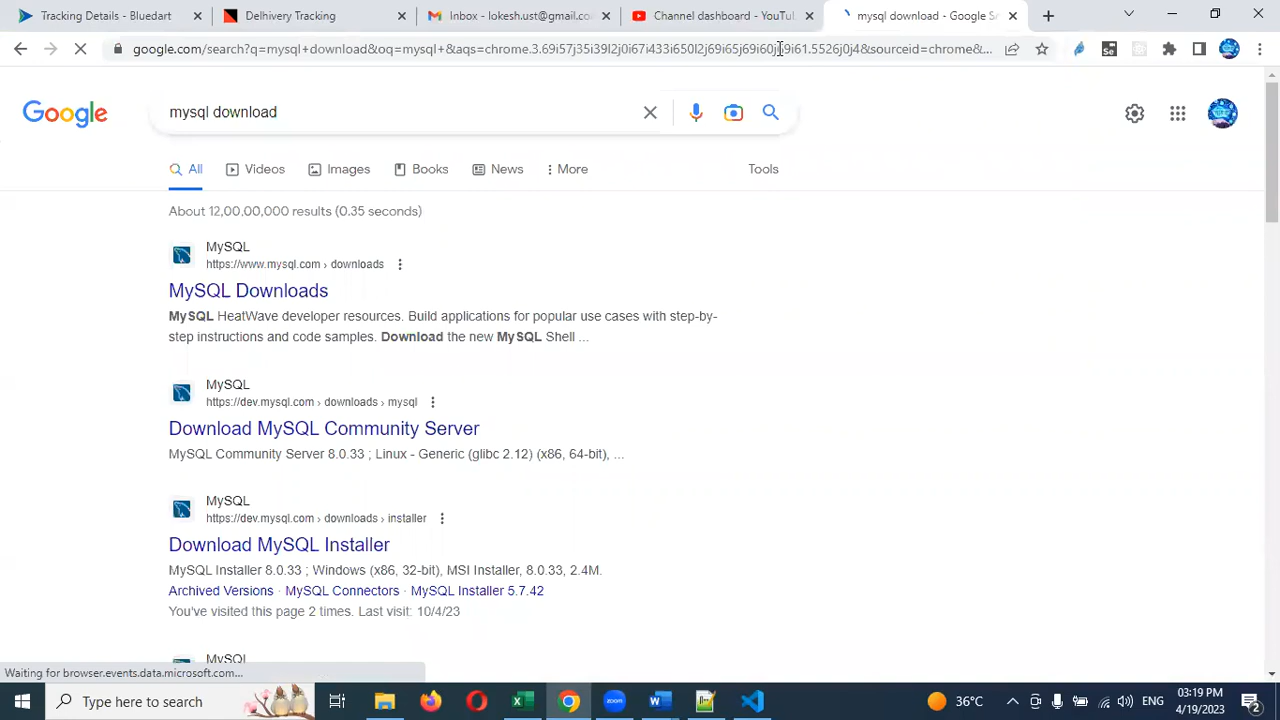 Tracking Details - Bluedart
Delhivery Tracking
Inbox - lokesh.ust@gmail.co
Channel dashboard - YouTu
mysql download - Google S
google.com/search?q=mysql+download&oq=mysql+&aqs=chrome.3.69i57j35i39l2j0i67i433i650l2j69i65j69i60j69i61.5526j0j4&sourceid=chrome&...
Google
mysql download
All
Videos
Images
Books
News
More
Tools
About 12,00,00,000 results (0.35 seconds)
MySQL
https://www.mysql.com › downloads
MySQL Downloads
MySQL HeatWave developer resources. Build applications for popular use cases with step-by-
step instructions and code samples. Download the new MySQL Shell ...
MySQL
https://dev.mysql.com › downloads › mysql
Download MySQL Community Server
MySQL Community Server 8.0.33 ; Linux - Generic (glibc 2.12) (x86, 64-bit), ...
MySQL
https://dev.mysql.com › downloads › installer
Download MySQL Installer
MySQL Installer 8.0.33 ; Windows (x86, 32-bit), MSI Installer, 8.0.33, 2.4M.
Archived Versions · MySQL Connectors · MySQL Installer 5.7.42
You've visited this page 2 times. Last visit: 10/4/23
MySQL
Waiting for browser.events.data.microsoft.com...
Type here to search
zoom
36°C
ENG
03:19 PM
4/19/2023
2